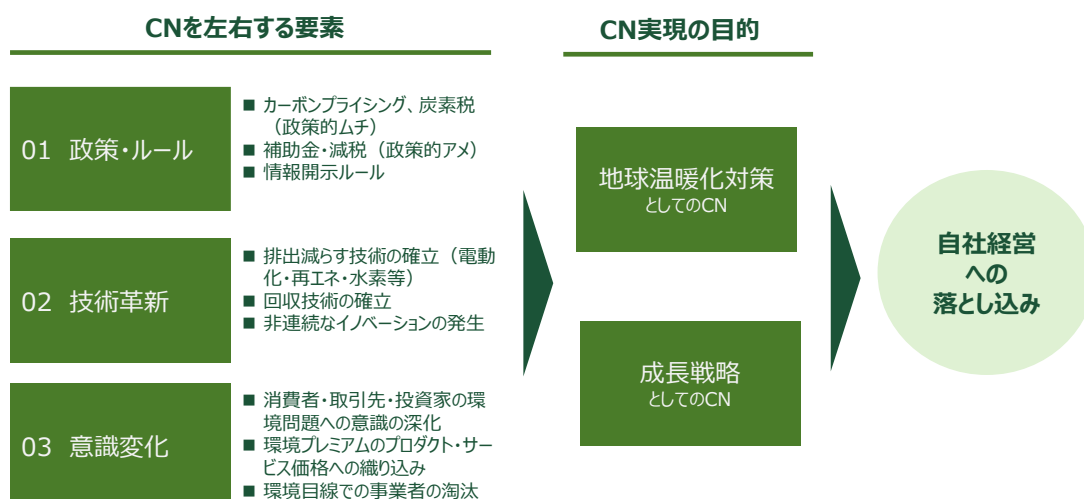 CNを左右する要素
CN実現の目的
01 政策・ルール
■ カーボンプライシング、炭素税
（政策的ムチ）
■ 補助金・減税（政策的アメ）
■ 情報開示ルール
02 技術革新
■ 排出減らす技術の確立（電動
化・再エネ・水素等）
■ 回収技術の確立
■ 非連続なイノベーションの発生
03 意識変化
■ 消費者・取引先・投資家の環
境問題への意識の深化
■ 環境プレミアムのプロダクト・サー
ビス価格への織り込み
■ 環境目線での事業者の淘汰
地球温暖化対策
としてのCN
成長戦略
としてのCN
自社経営
への
落とし込み